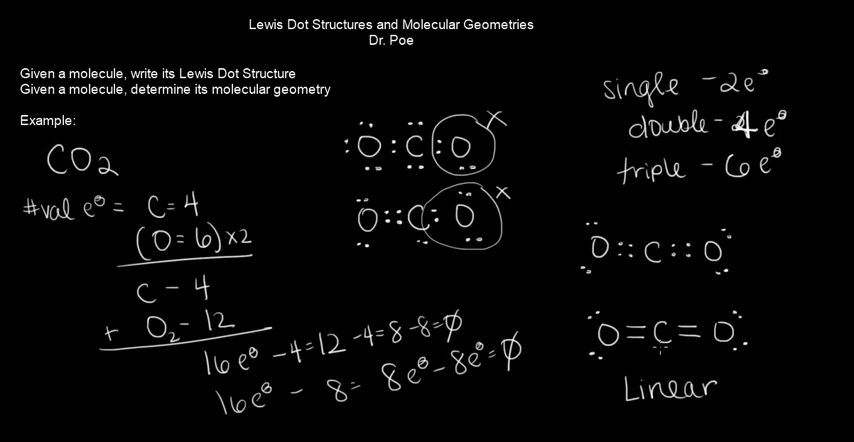 Lewis Dot Structures and Molecular Geometries
Dr. Poe
Given a molecule, write its Lewis Dot Structure
Given a molecule, determine its molecular geometry
Example:
CO₂
#val e⊖ = C = 4
(O = 6) ×2
C - 4
+ O₂ - 12
16e⊖ - 4 = 12 - 4 = 8 - 8 = ∅
16e⊖ - 8 = 8e⊖ - 8e⊖ = ∅
:O : C : O X
O :: C : O X
single - 2e⊖
double - 4e⊖
triple - 6e⊖
O :: C :: O
O = C = O
Linear